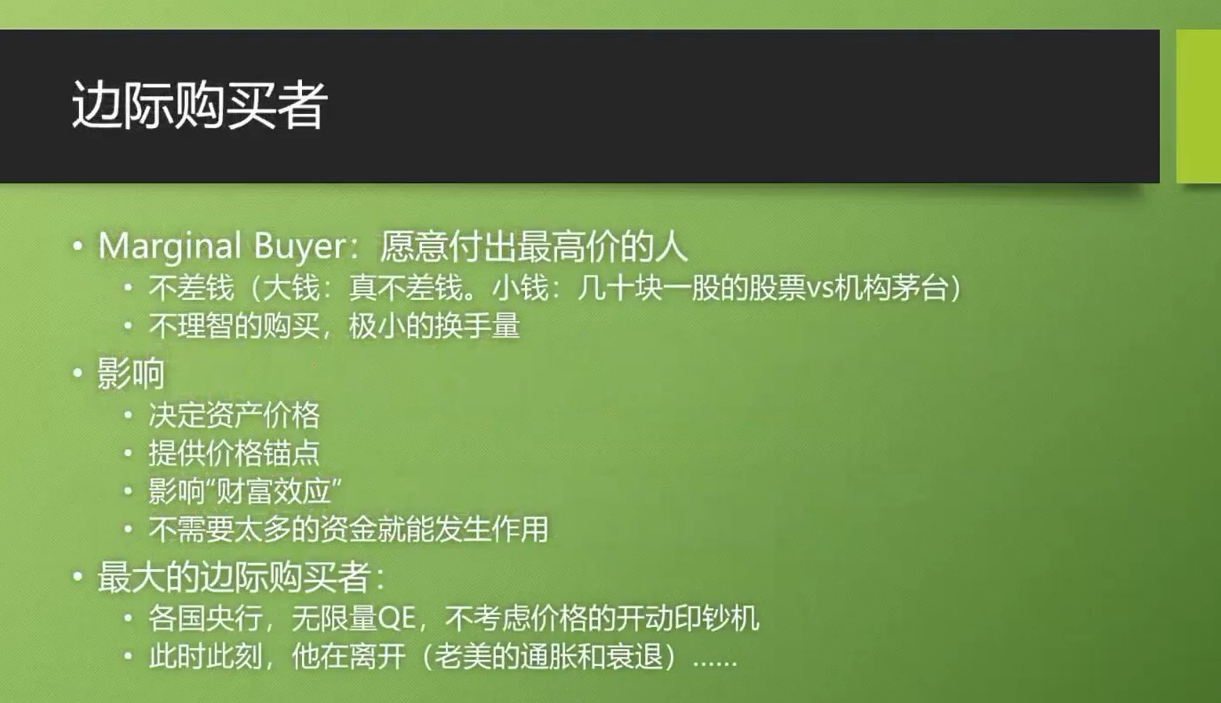 边际购买者
• Marginal Buyer：愿意付出最高价的人
• 不差钱（大钱：真不差钱。小钱：几十块一股的股票vs机构茅台）
• 不理智的购买，极小的换手量
• 影响
• 决定资产价格
• 提供价格锚点
• 影响“财富效应”
• 不需要太多的资金就能发生作用
• 最大的边际购买者：
• 各国央行，无限量QE，不考虑价格的开动印钞机
• 此时此刻，他在离开（老美的通胀和衰退）……